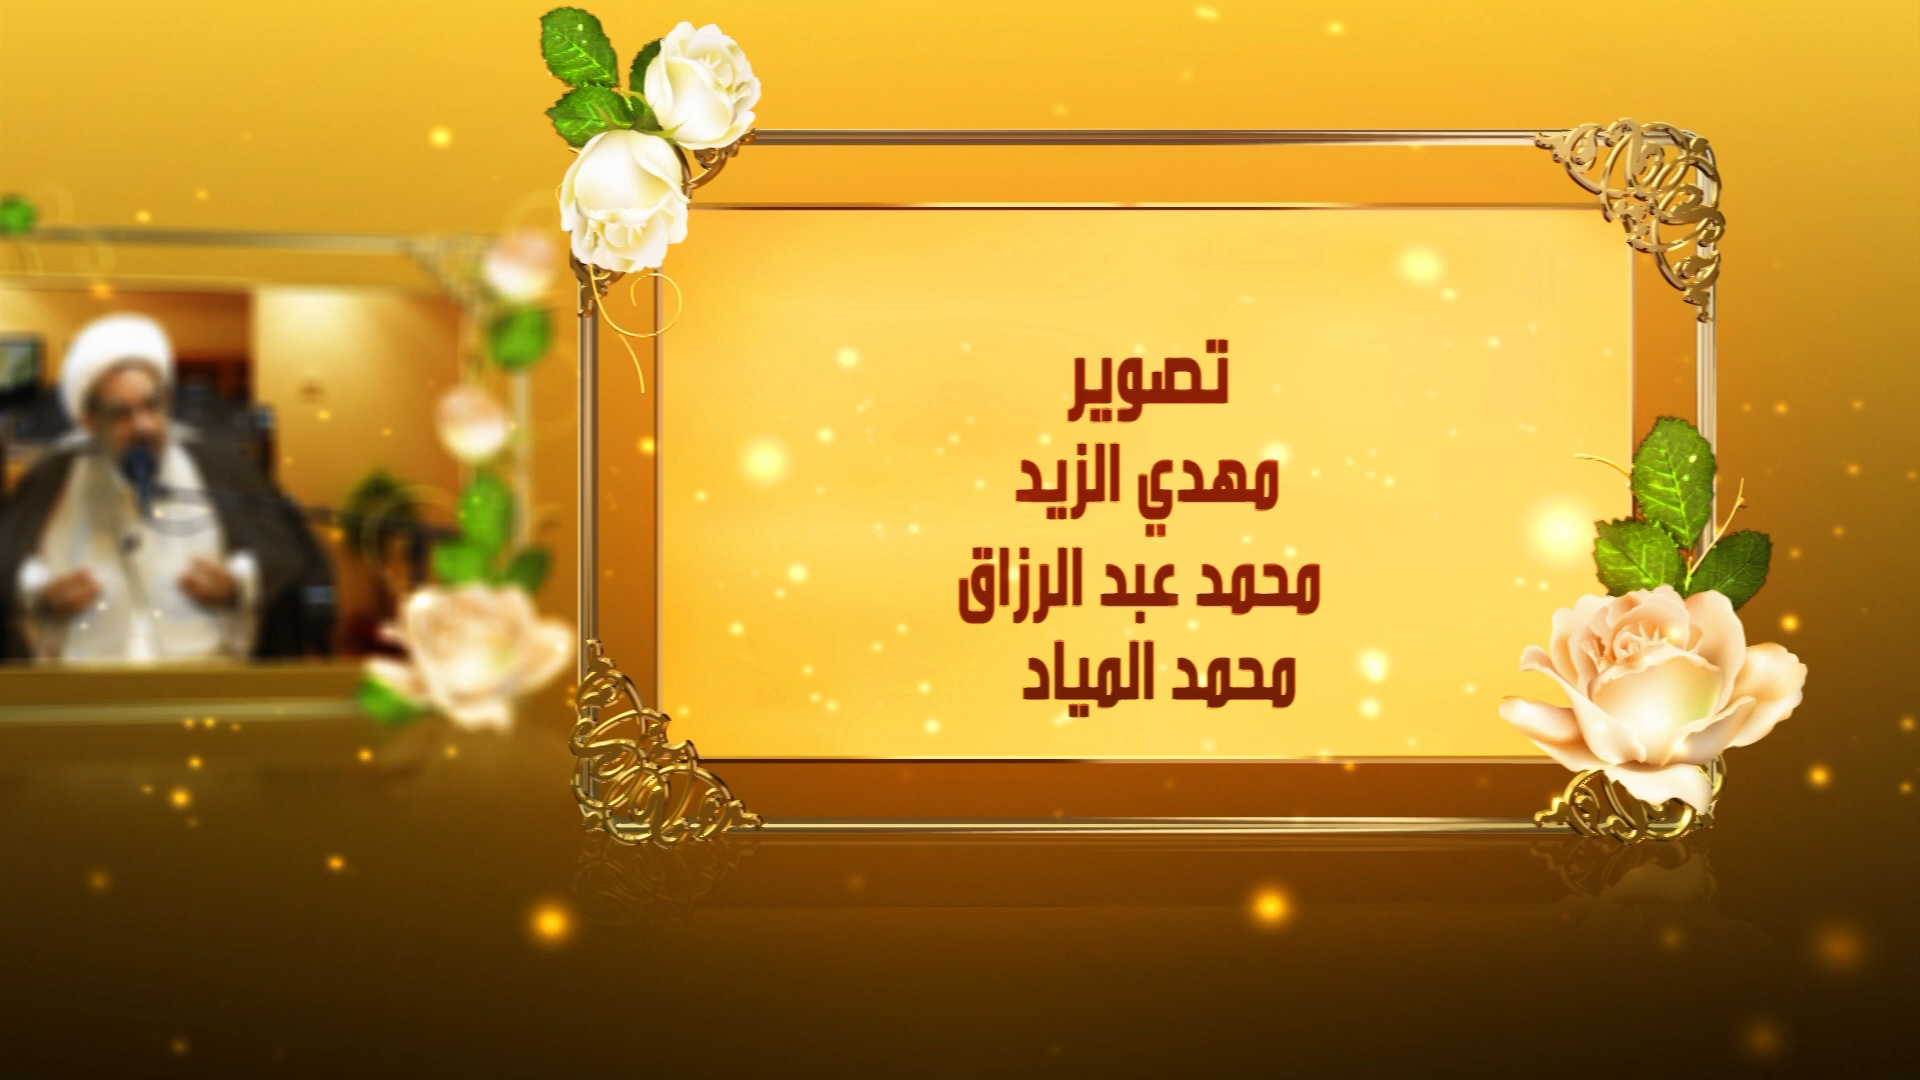 تصوير
مهدي الزيد
محمد عبد الرزاق
محمد المياد